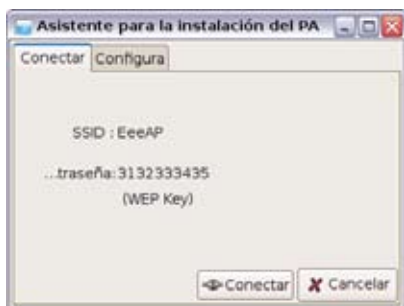 Asistente para la instalación del PA
Conectar Configura
SSID : EeeAP
...traseña: 3132333435
(WEP Key)
Conectar Cancelar